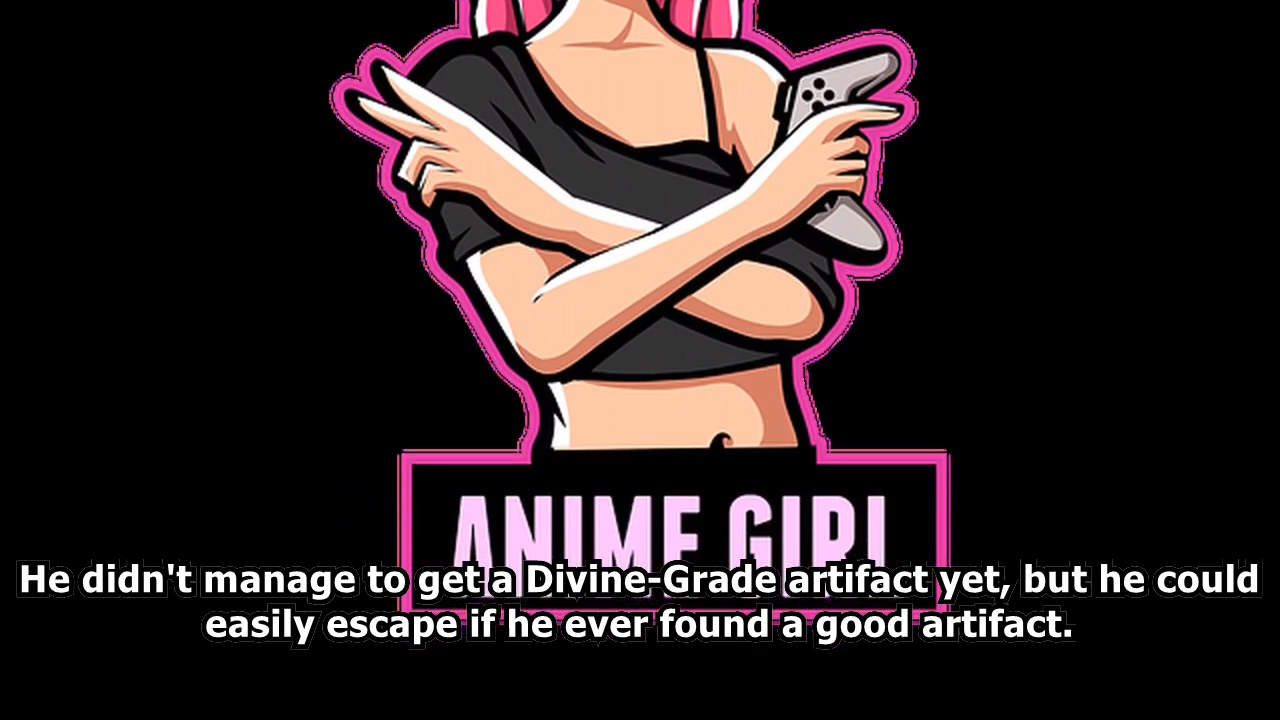 ANIME GIRL
He didn't manage to get a Divine-Grade artifact yet, but he could
easily escape if he ever found a good artifact.